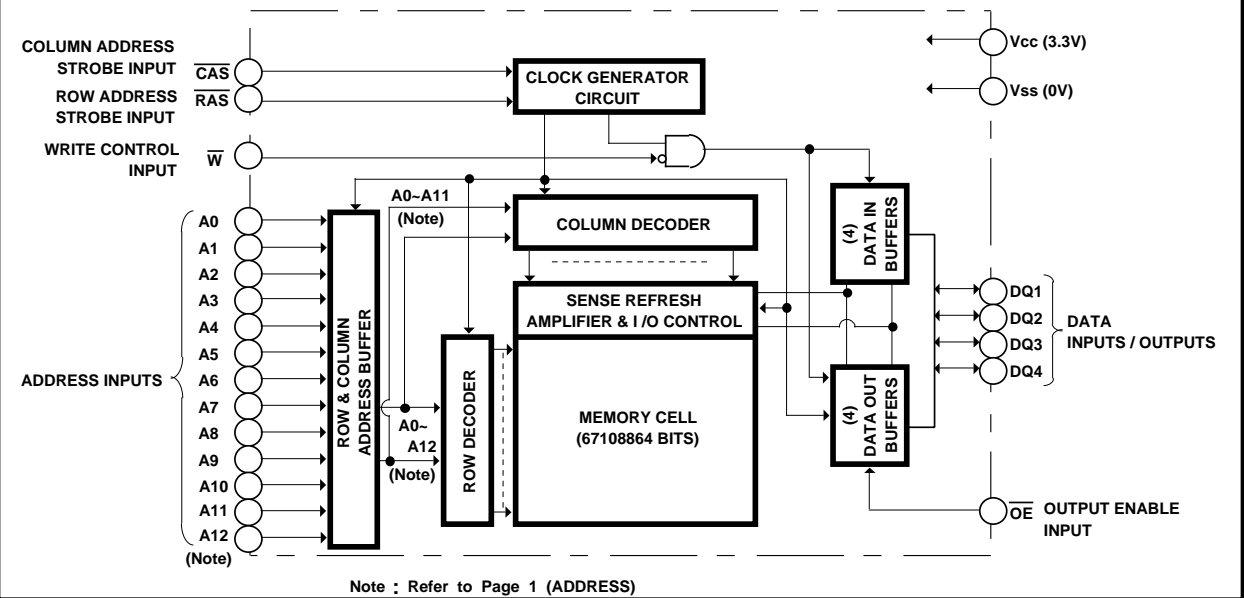 COLUMN ADDRESS
STROBE INPUT
CAS
ROW ADDRESS
STROBE INPUT
RAS
WRITE CONTROL
INPUT
W
CLOCK GENERATOR
CIRCUIT
Vcc (3.3V)
Vss (0V)
ADDRESS INPUTS
A0
A1
A2
A3
A4
A5
A6
A7
A8
A9
A10
A11
A12
(Note)
ROW & COLUMN
ADDRESS BUFFER
A0~A11
(Note)
A0~
A12
(Note)
COLUMN DECODER
ROW DECODER
SENSE REFRESH
AMPLIFIER & I /O CONTROL
MEMORY CELL
(67108864 BITS)
(4)
DATA IN
BUFFERS
(4)
DATA OUT
BUFFERS
DQ1
DQ2
DQ3
DQ4
DATA
INPUTS / OUTPUTS
OE
OUTPUT ENABLE
INPUT
Note : Refer to Page 1 (ADDRESS)